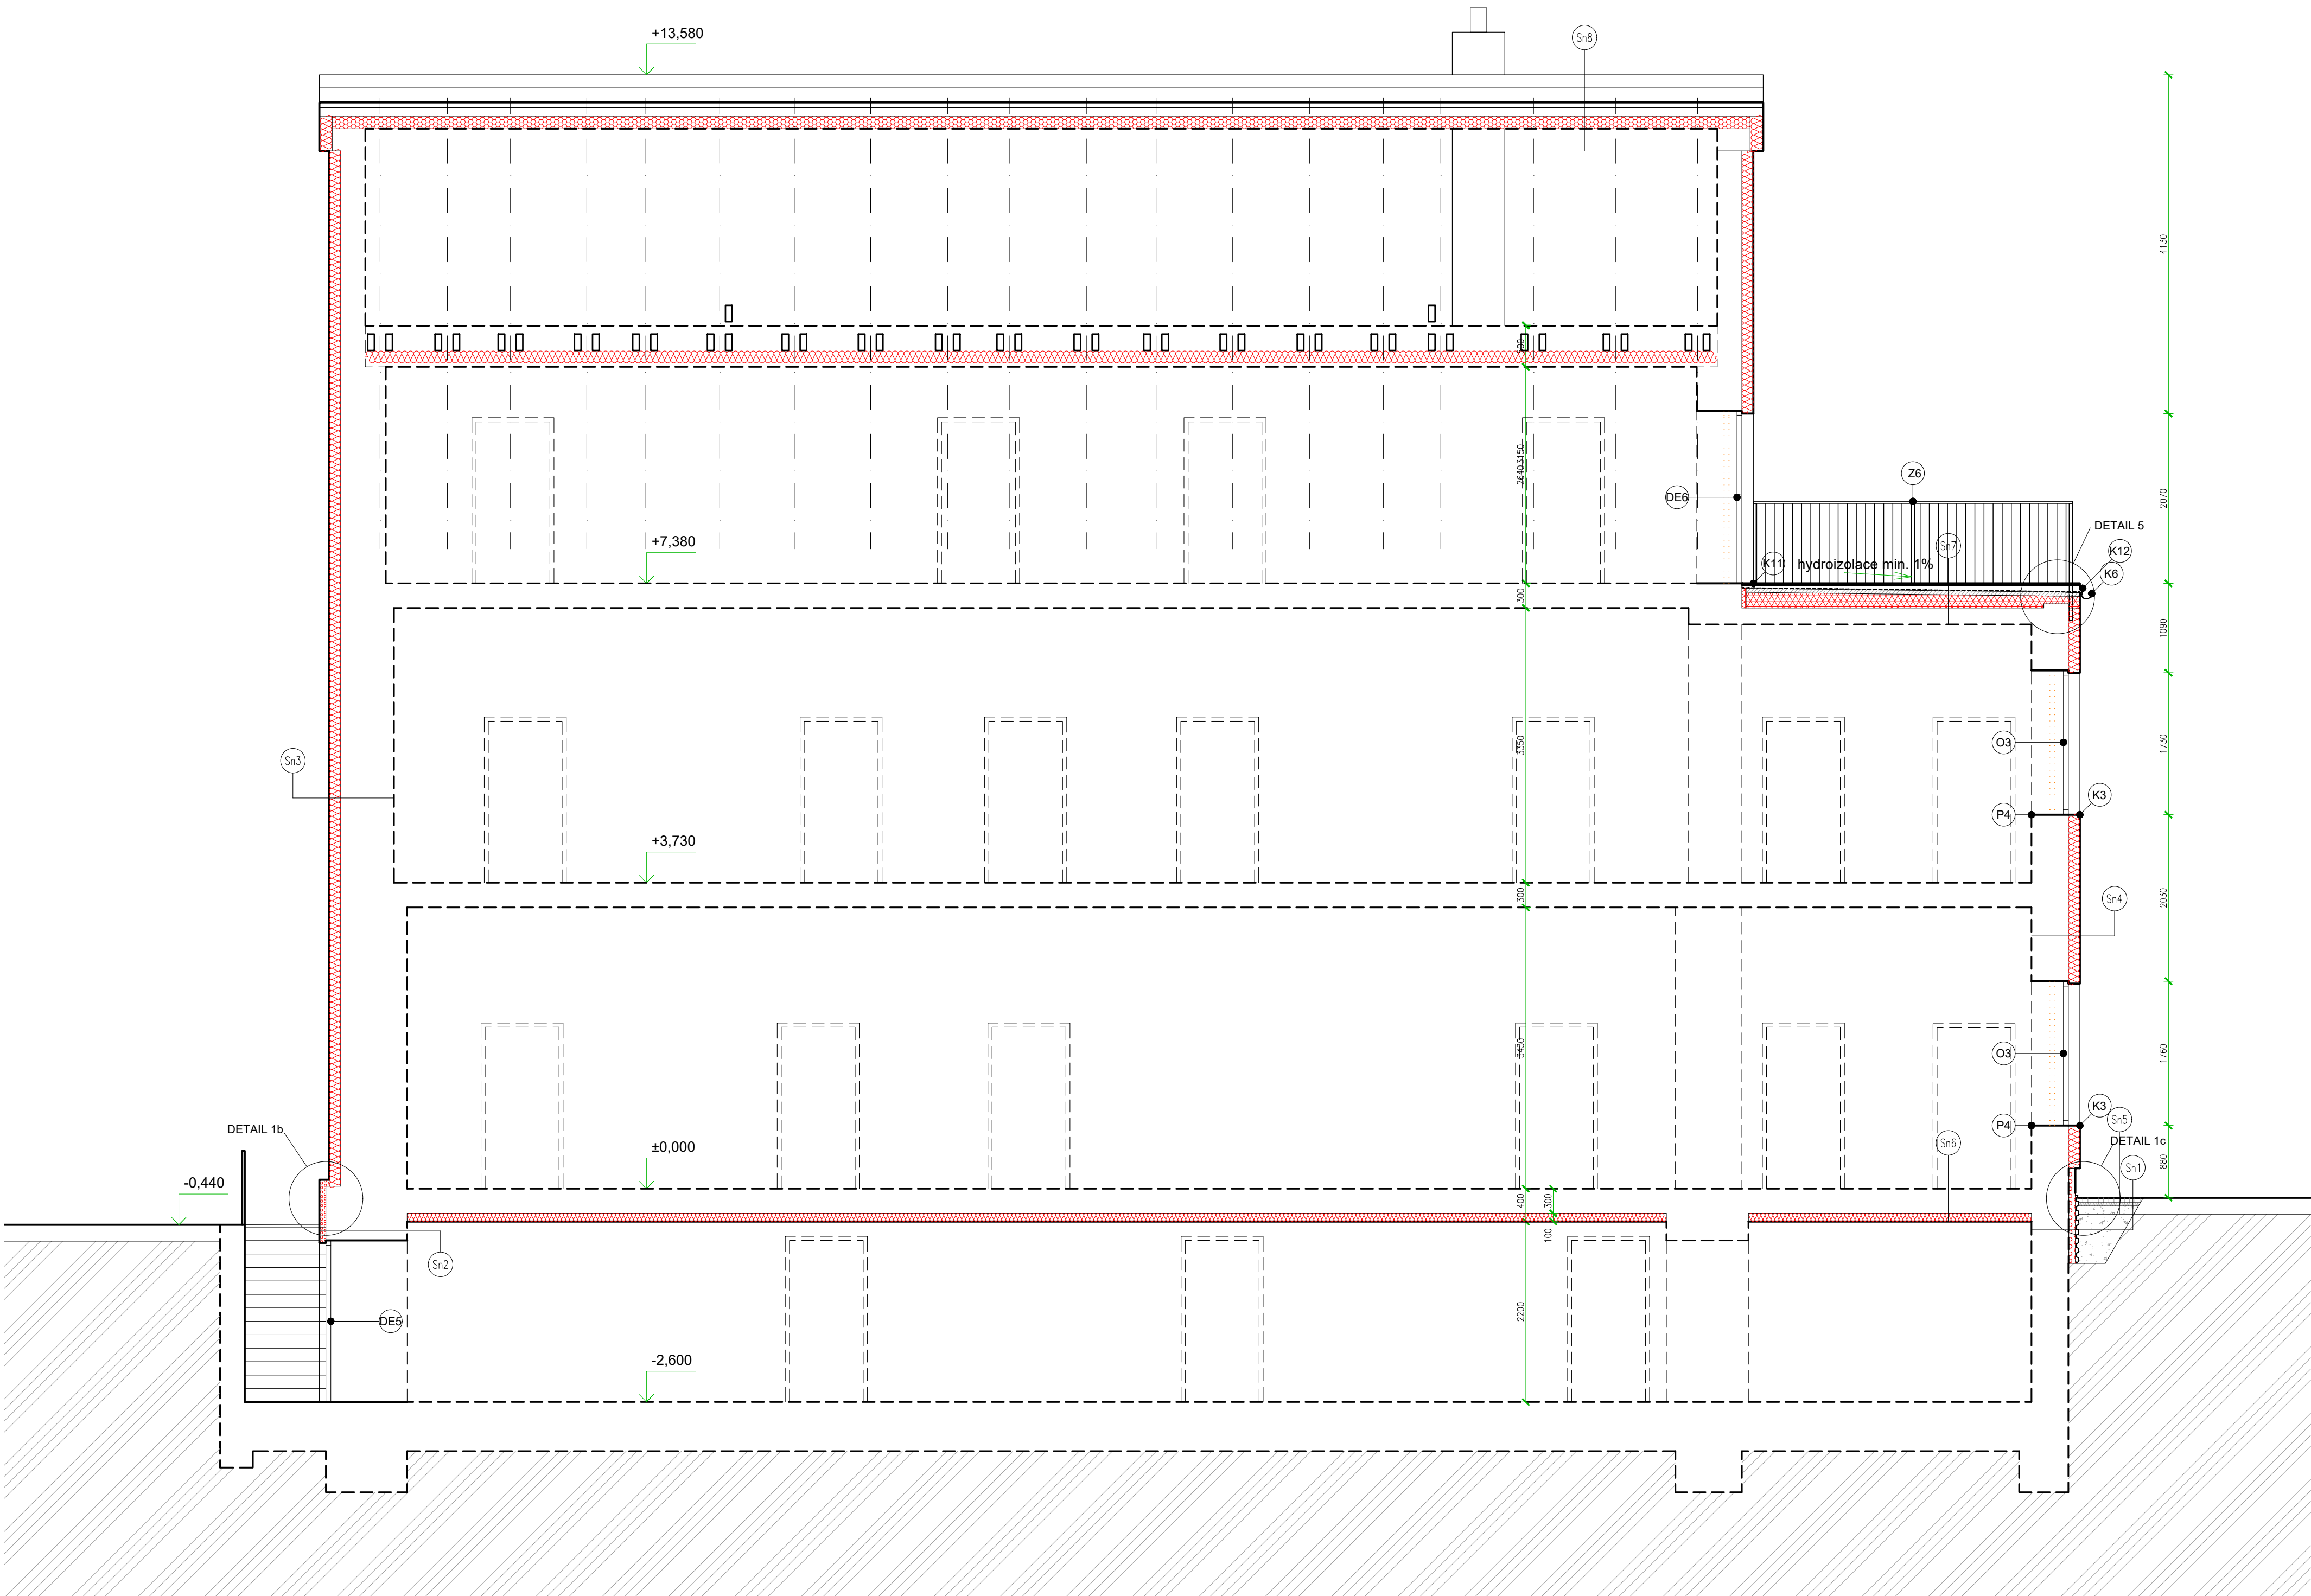 +13,580
Sn8
4130
2640
3150
2070
DE6
Z6
DETAIL 5
K12
K6
Sn7
K11
hydroizolace min. 1%
+7,380
300
1090
Sn3
3350
O3
1730
K3
P4
+3,730
300
2030
Sn4
3430
O3
1760
K3
Sn5
P4
DETAIL 1b
DETAIL 1c
±0,000
Sn6
Sn1
880
-0,440
400
300
100
Sn2
DE5
2200
-2,600